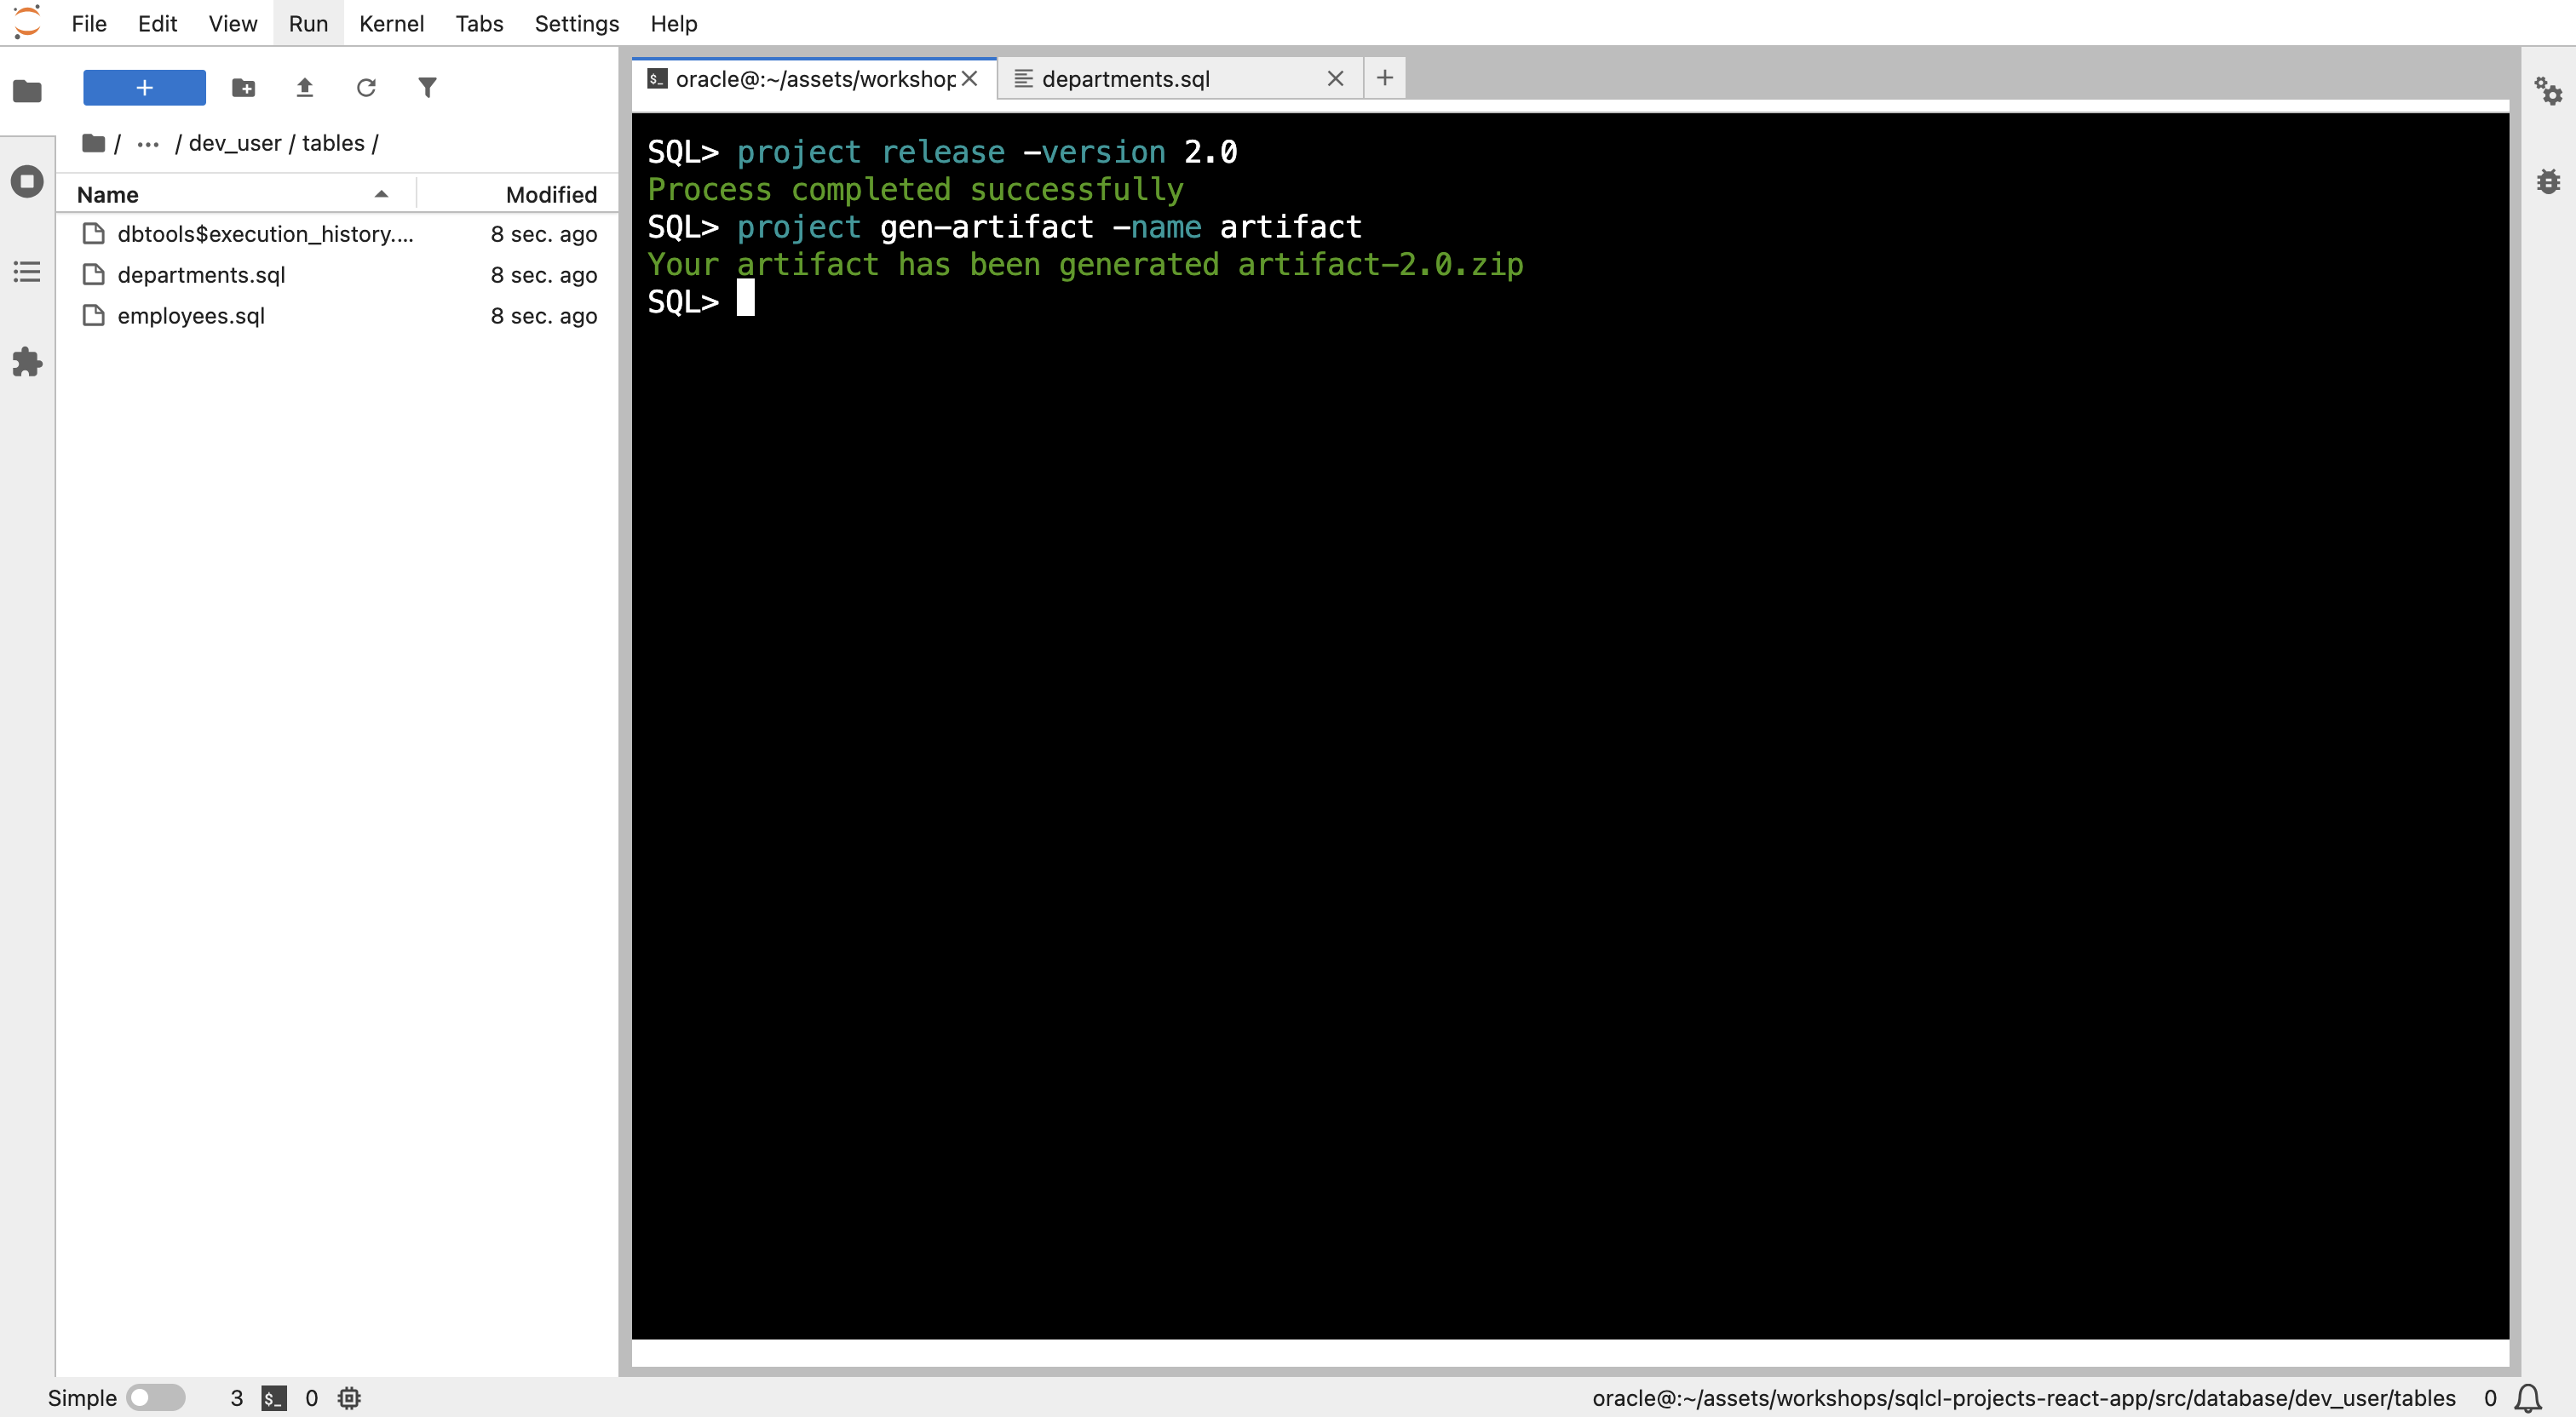 File Edit View Run Kernel Tabs Settings Help
+
/ ··· / dev_user / tables /
Name Modified
dbtools$execution_history.... 8 sec. ago
departments.sql 8 sec. ago
employees.sql 8 sec. ago
oracle@:~/assets/workshop departments.sql +
SQL> project release -version 2.0
Process completed successfully
SQL> project gen-artifact -name artifact
Your artifact has been generated artifact-2.0.zip
SQL>
Simple 3 $_ 0 oracle@:~/assets/workshops/sqlcl-projects-react-app/src/database/dev_user/tables 0